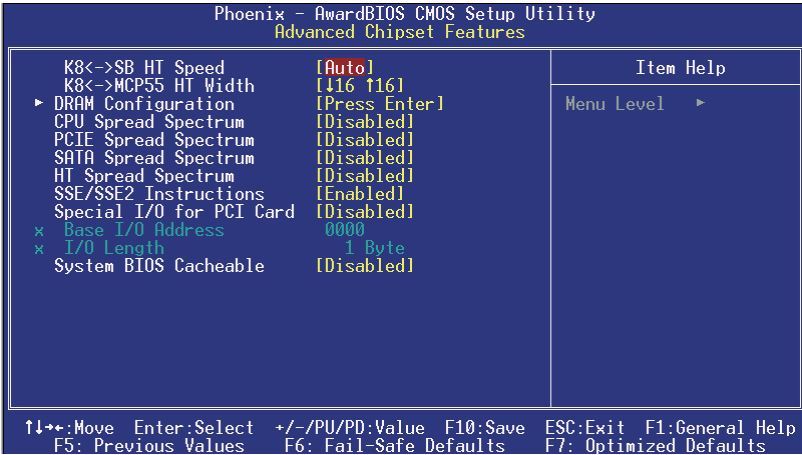 Phoenix - AwardBIOS CMOS Setup Utility
Advanced Chipset Features
K8<->SB HT Speed [Auto]
K8<->MCP55 HT Width [↓16 ↑16]
► DRAM Configuration [Press Enter]
CPU Spread Spectrum [Disabled]
PCIE Spread Spectrum [Disabled]
SATA Spread Spectrum [Disabled]
HT Spread Spectrum [Disabled]
SSE/SSE2 Instructions [Enabled]
Special I/O for PCI Card [Disabled]
x Base I/O Address 0000
x I/O Length 1 Byte
System BIOS Cacheable [Disabled]
Item Help
Menu Level ►
↑↓→←:Move Enter:Select +/-/PU/PD:Value F10:Save ESC:Exit F1:General Help
F5: Previous Values F6: Fail-Safe Defaults F7: Optimized Defaults